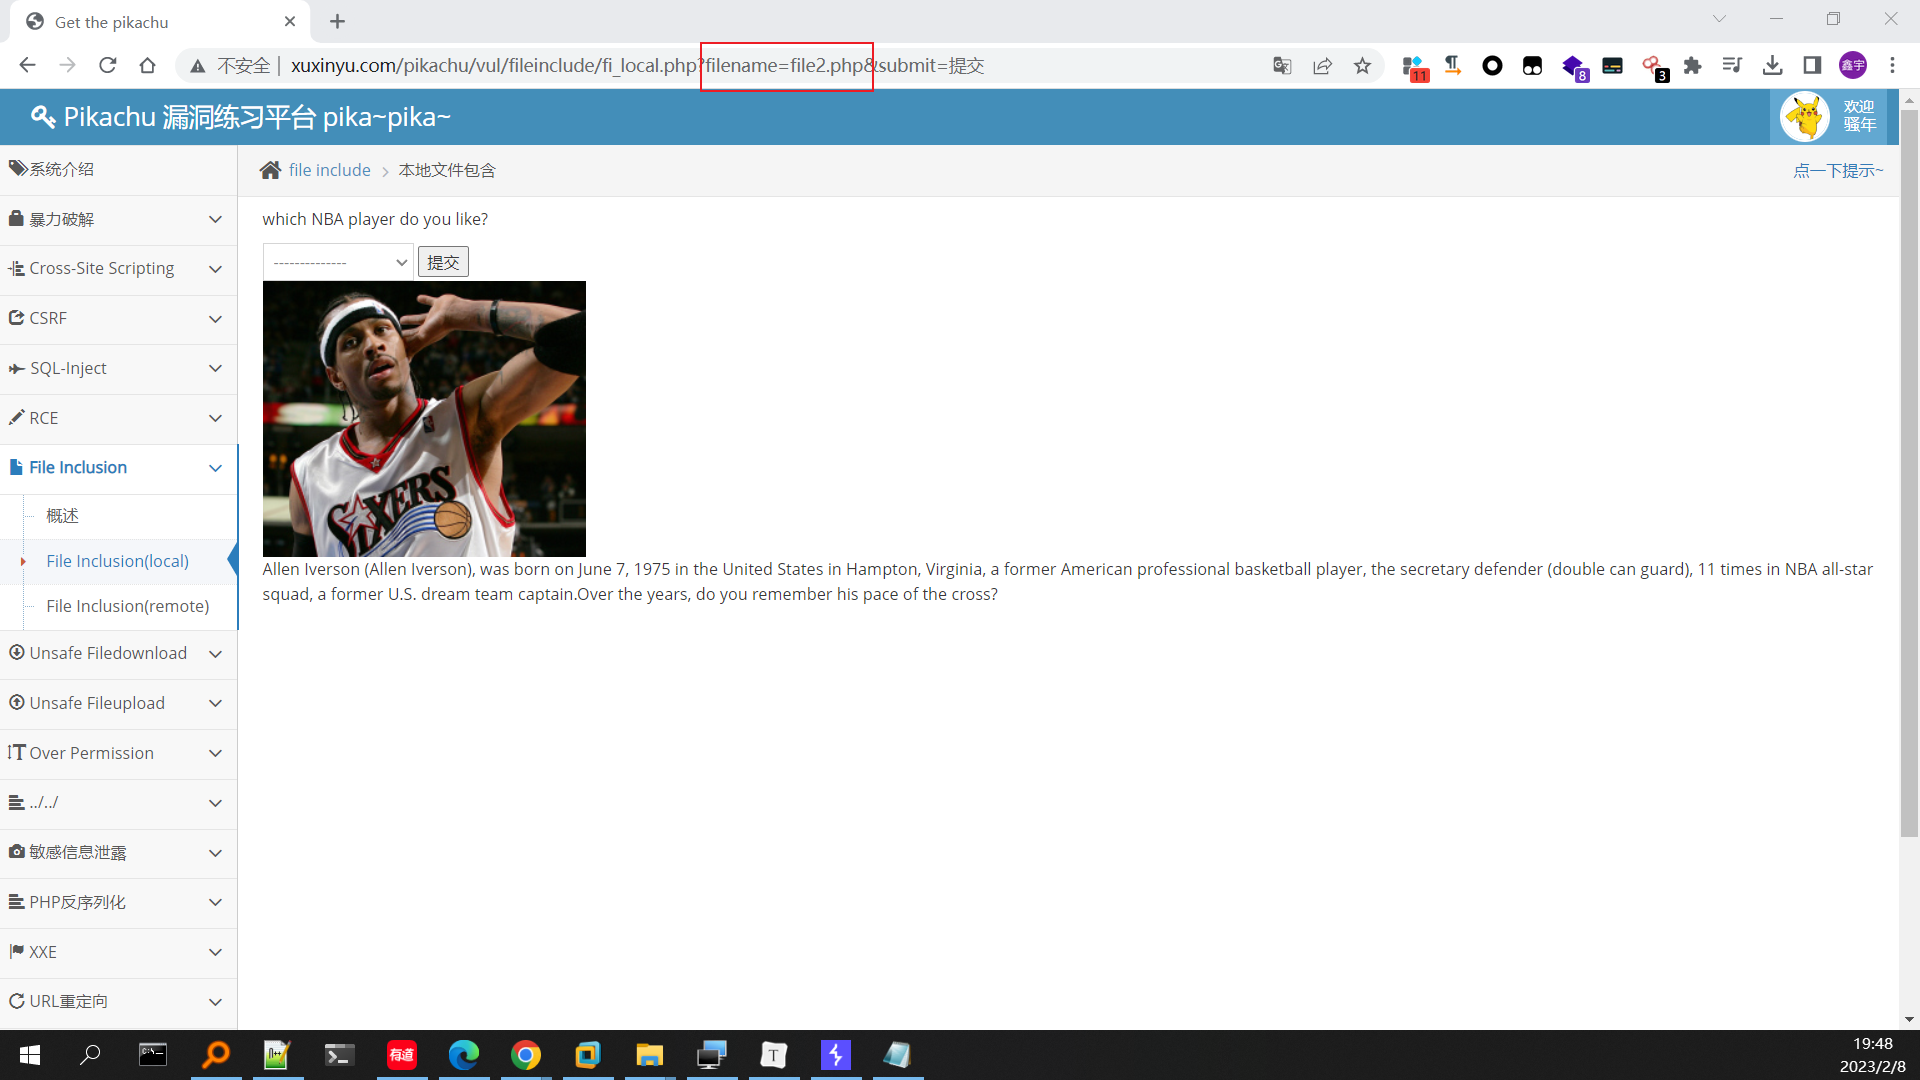 Get the pikachu
不安全 | xuxinyu.com/pikachu/vul/fileinclude/fi_local.php?filename=file2.php&submit=提交
11
8
3
鑫宇
Pikachu 漏洞练习平台 pika~pika~
欢迎
骚年
系统介绍
暴力破解
Cross-Site Scripting
CSRF
SQL-Inject
RCE
File Inclusion
概述
File Inclusion(local)
File Inclusion(remote)
Unsafe Filedownload
Unsafe Fileupload
Over Permission
../../
敏感信息泄露
PHP反序列化
XXE
URL重定向
file include > 本地文件包含
点一下提示~
which NBA player do you like?
--------------
提交
SIXERS
Allen Iverson (Allen Iverson), was born on June 7, 1975 in the United States in Hampton, Virginia, a former American professional basketball player, the secretary defender (double can guard), 11 times in NBA all-star
squad, a former U.S. dream team captain.Over the years, do you remember his pace of the cross?
有道
T
19:48
2023/2/8